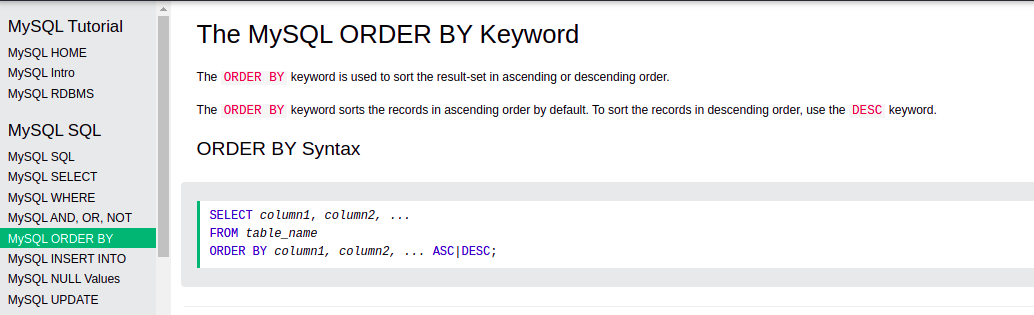 MySQL Tutorial
MySQL HOME
MySQL Intro
MySQL RDBMS
MySQL SQL
MySQL SQL
MySQL SELECT
MySQL WHERE
MySQL AND, OR, NOT
MySQL ORDER BY
MySQL INSERT INTO
MySQL NULL Values
MySQL UPDATE
The MySQL ORDER BY Keyword
The ORDER BY keyword is used to sort the result-set in ascending or descending order.
The ORDER BY keyword sorts the records in ascending order by default. To sort the records in descending order, use the DESC keyword.
ORDER BY Syntax
SELECT column1, column2, ...
FROM table_name
ORDER BY column1, column2, ... ASC|DESC;